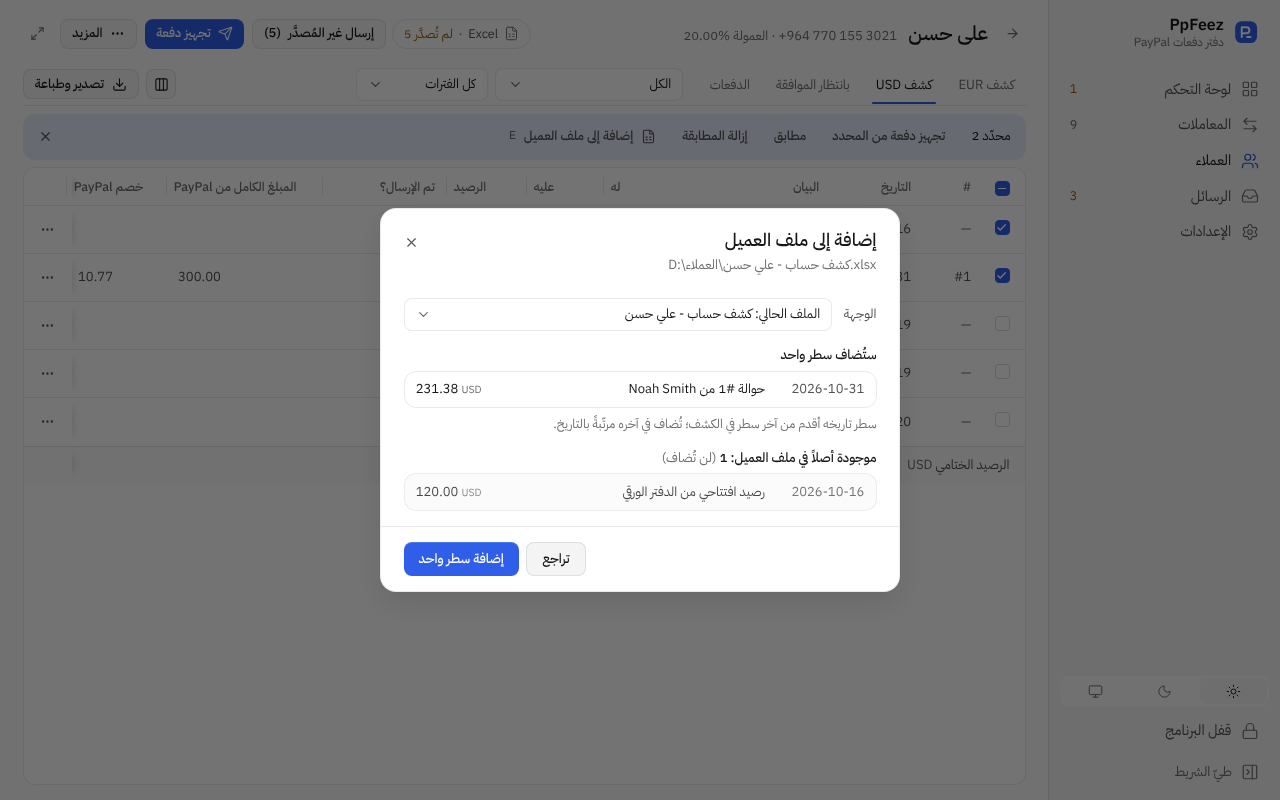 PpFeez
دفتر دفعات PayPal
لوحة التحكم 1
المعاملات 9
العملاء
الرسائل 3
الإعدادات
قفل البرنامج
طيّ الشريط
علي حسن
+964 770 155 3021 · العمولة 20.00%
Excel · لم تُصدَّر 5
إرسال غير المُصدَّر (5)
تجهيز دفعة
المزيد
كشف EUR
كشف USD
بانتظار الموافقة
الدفعات
الكل
كل الفترات
تصدير وطباعة
محدّد 2
تجهيز دفعة من المحدد
مطابق
إزالة المطابقة
إضافة إلى ملف العميل
E
# التاريخ البيان له عليه الرصيد تم الإرسال؟ المبلغ الكامل من PayPal خصم PayPal
— 16
#1 31 300.00 10.77
— 19
— 19
— 20
الرصيد الختامي USD
إضافة إلى ملف العميل
D:\العملاء\كشف حساب - علي حسن.xlsx
الوجهة
الملف الحالي: كشف حساب - علي حسن
ستُضاف سطر واحد
2026-10-31 حوالة #1 من Noah Smith 231.38 USD
سطر تاريخه أقدم من آخر سطر في الكشف؛ تُضاف في آخره مرتّبةً بالتاريخ.
موجودة أصلاً في ملف العميل: 1 (لن تُضاف)
2026-10-16 رصيد افتتاحي من الدفتر الورقي 120.00 USD
تراجع
إضافة سطر واحد